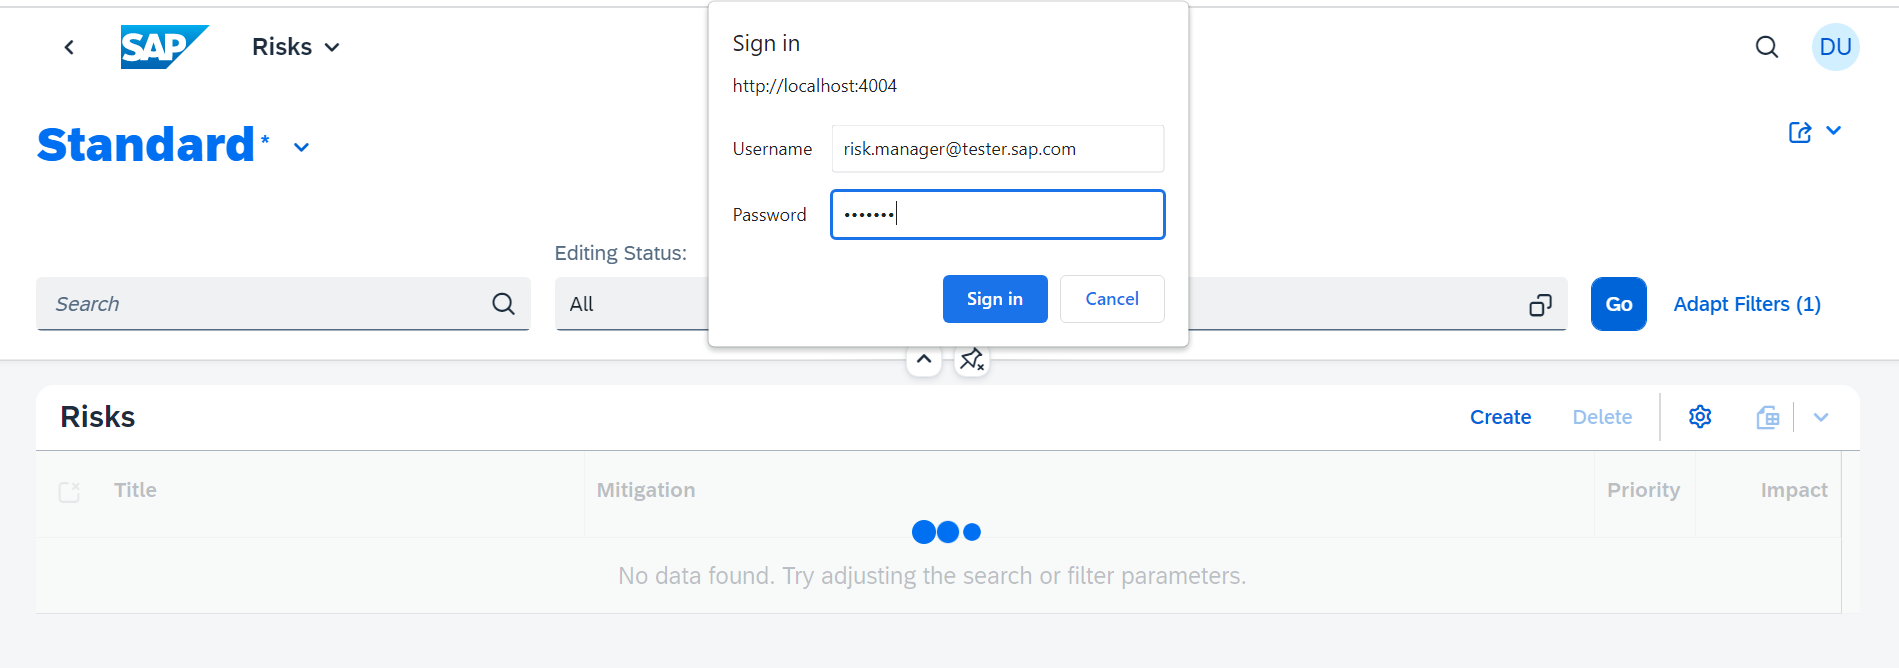 SAP
Risks
DU
Standard*
Sign in
http://localhost:4004
Username risk.manager@tester.sap.com
Password •••••••
Sign in Cancel
Editing Status:
Search All Go Adapt Filters (1)
Risks Create Delete
Title Mitigation Priority Impact
No data found. Try adjusting the search or filter parameters.